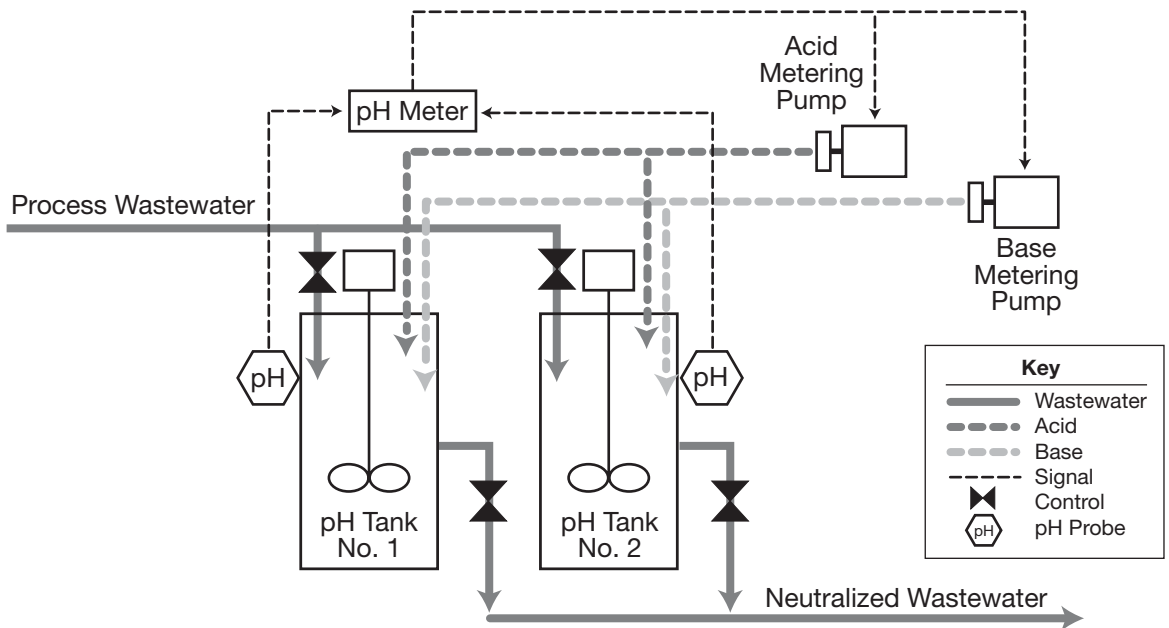 Acid
Metering
Pump
pH Meter
Process Wastewater
Base
Metering
Pump
pH
pH
Key
Wastewater
Acid
Base
Signal
Control
pH
pH Probe
pH Tank
No. 1
pH Tank
No. 2
Neutralized Wastewater